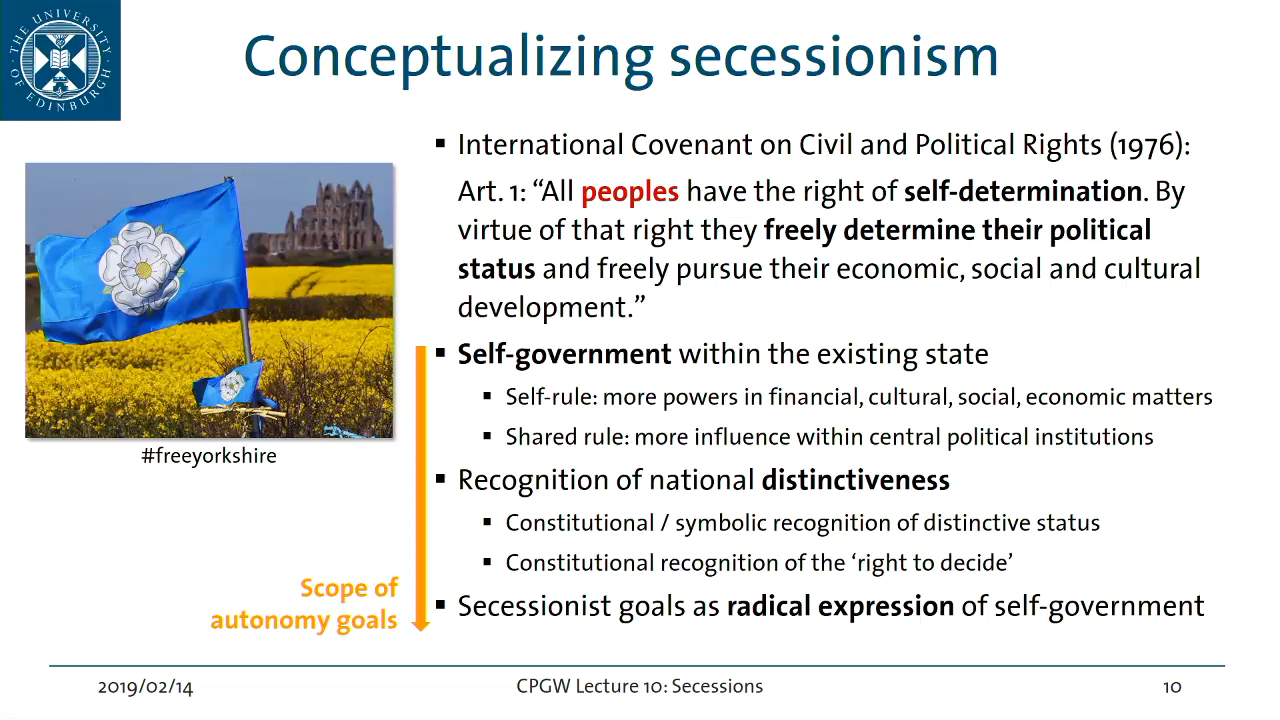 THE UNIVERSITY OF EDINBURGH
Conceptualizing secessionism
▪ International Covenant on Civil and Political Rights (1976):
Art. 1: “All peoples have the right of self-determination. By
virtue of that right they freely determine their political
status and freely pursue their economic, social and cultural
development.”
▪ Self-government within the existing state
▪ Self-rule: more powers in financial, cultural, social, economic matters
▪ Shared rule: more influence within central political institutions
▪ Recognition of national distinctiveness
▪ Constitutional / symbolic recognition of distinctive status
▪ Constitutional recognition of the ‘right to decide’
▪ Secessionist goals as radical expression of self-government
#freeyorkshire
Scope of
autonomy goals
2019/02/14
CPGW Lecture 10: Secessions
10